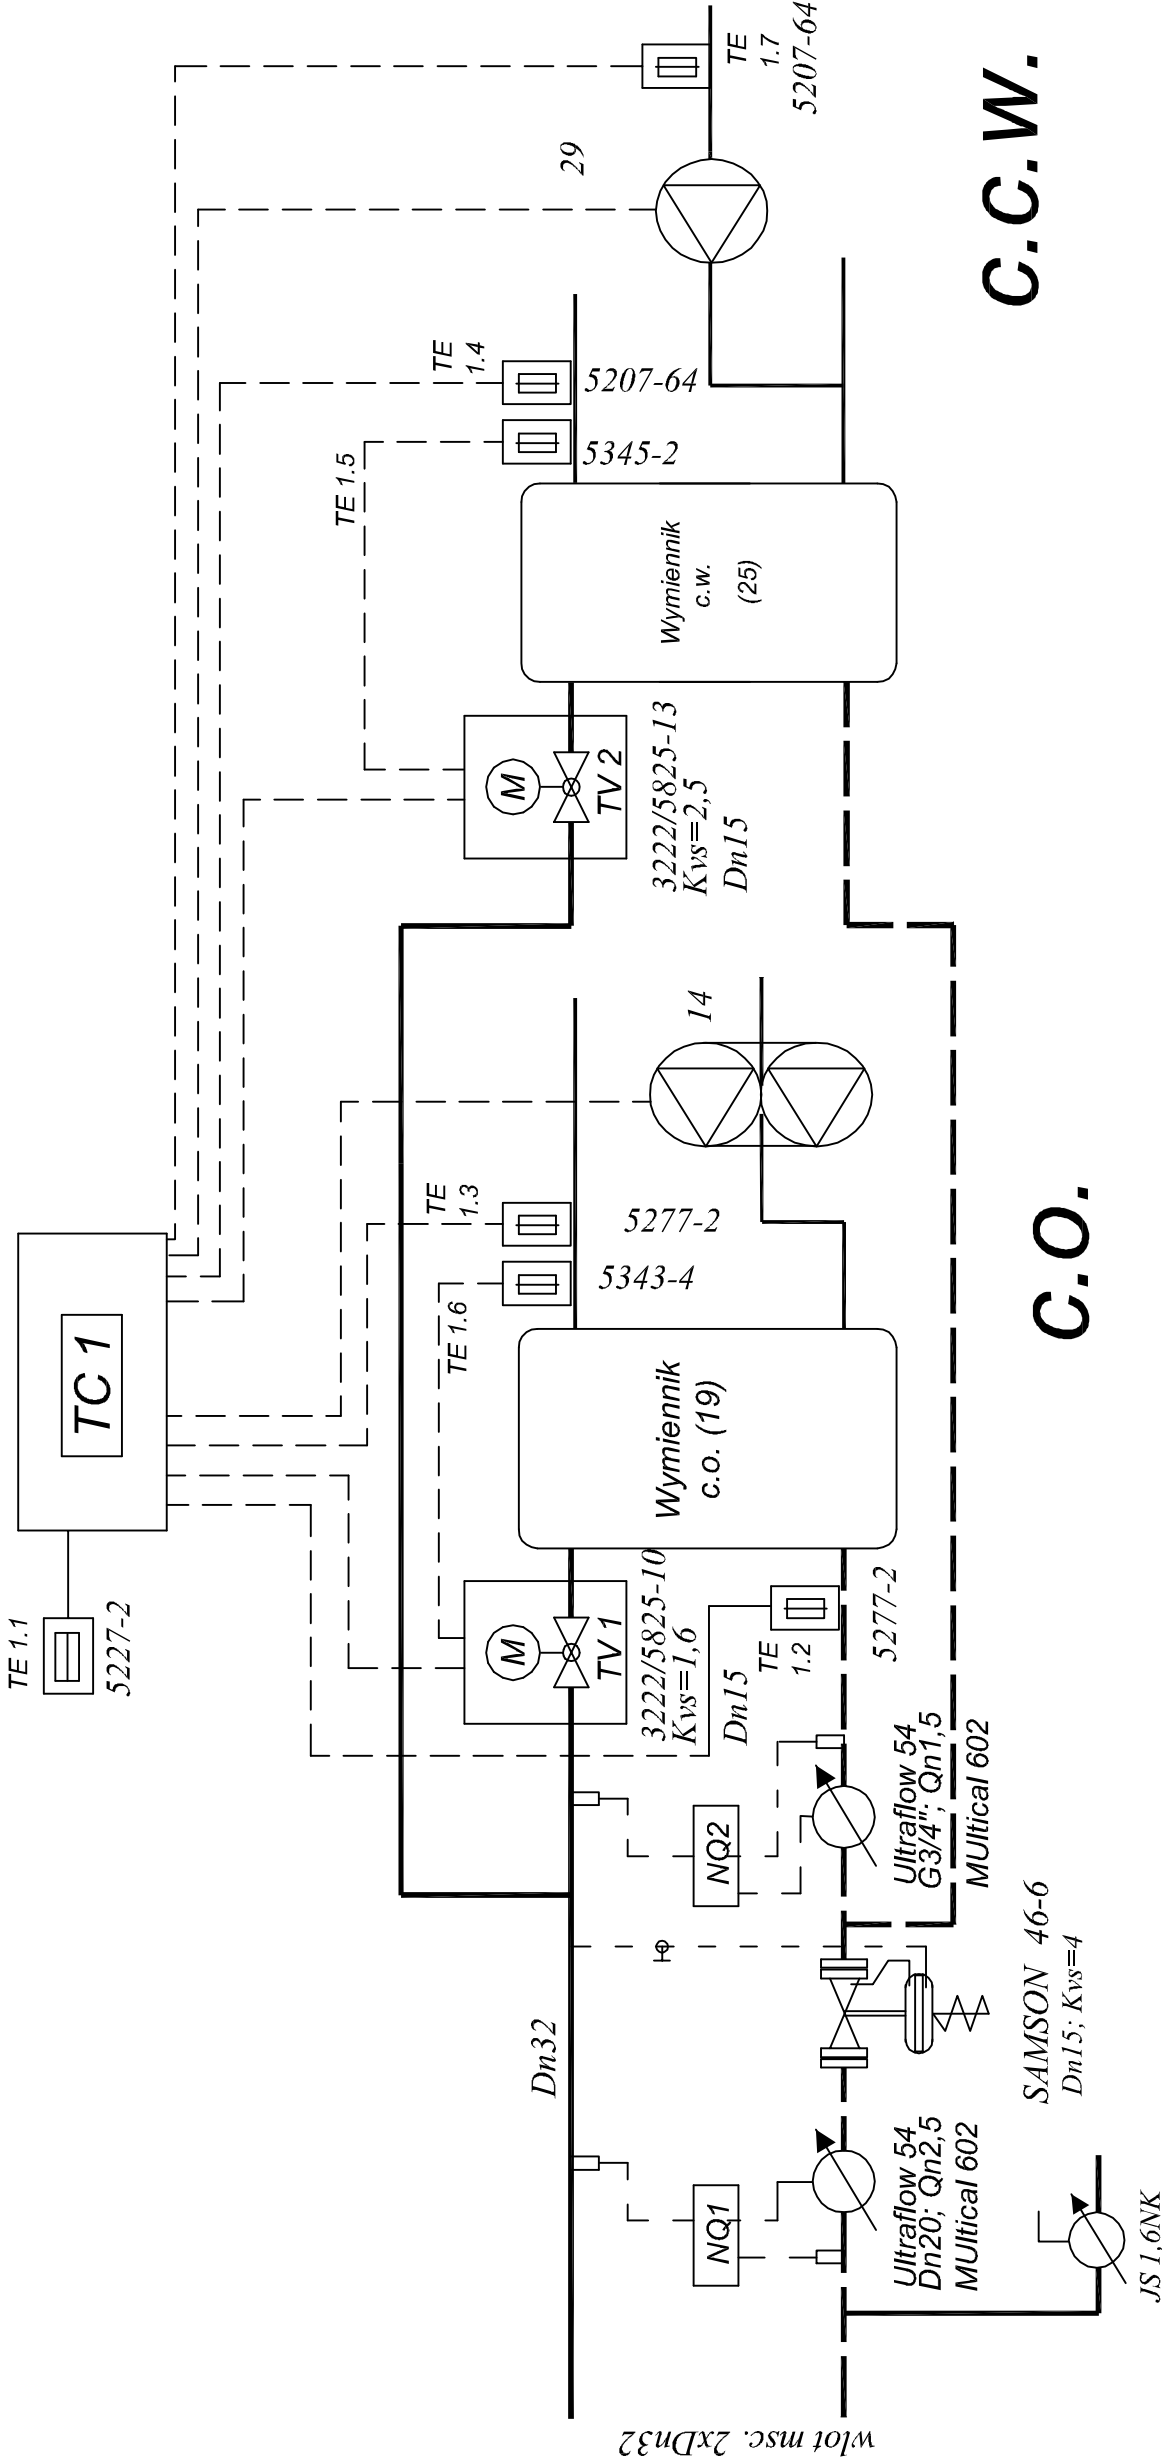 TE 1.1
5227-2
TC 1
TE 1.6
TE
1.3
TE 1.5
TE
1.4
TE
1.7
5207-64
29
5207-64
5345-2
5277-2
5343-4
14
Wymiennik
c.w.
(25)
Wymiennik
c.o. (19)
M
TV 2
3222/5825-13
Kvs=2,5
Dn15
M
TV 1
3222/5825-10
Kvs=1,6
Dn15
TE
1.2
5277-2
Dn32
NQ1
NQ2
Ultraflow 54
G3/4"; Qn1,5
MUltical 602
Ultraflow 54
Dn20; Qn2,5
MUltical 602
SAMSON 46-6
Dn15; Kvs=4
JS 1,6NK
wlot msc. 2xDn32
C.O.
C.C.W.